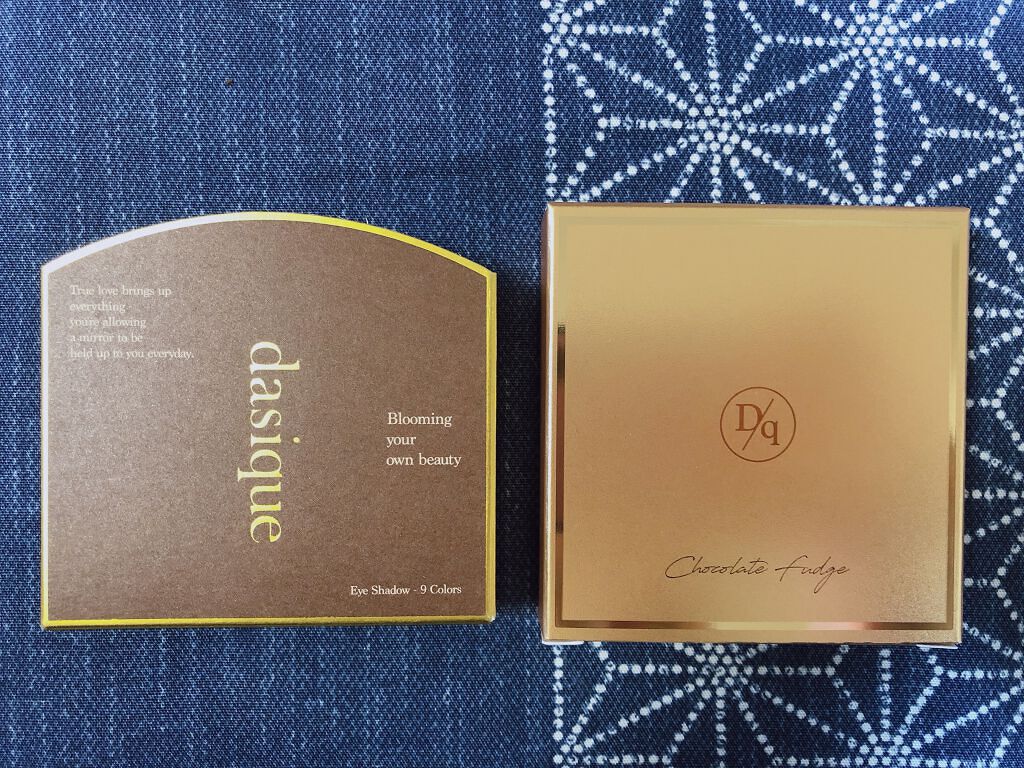 True love brings up
everything
you're allowing
a mirror to be
held up to you everyday.
dasique
Blooming
your
own beauty
Eye Shadow - 9 Colors
D/q
Chocolate Fudge